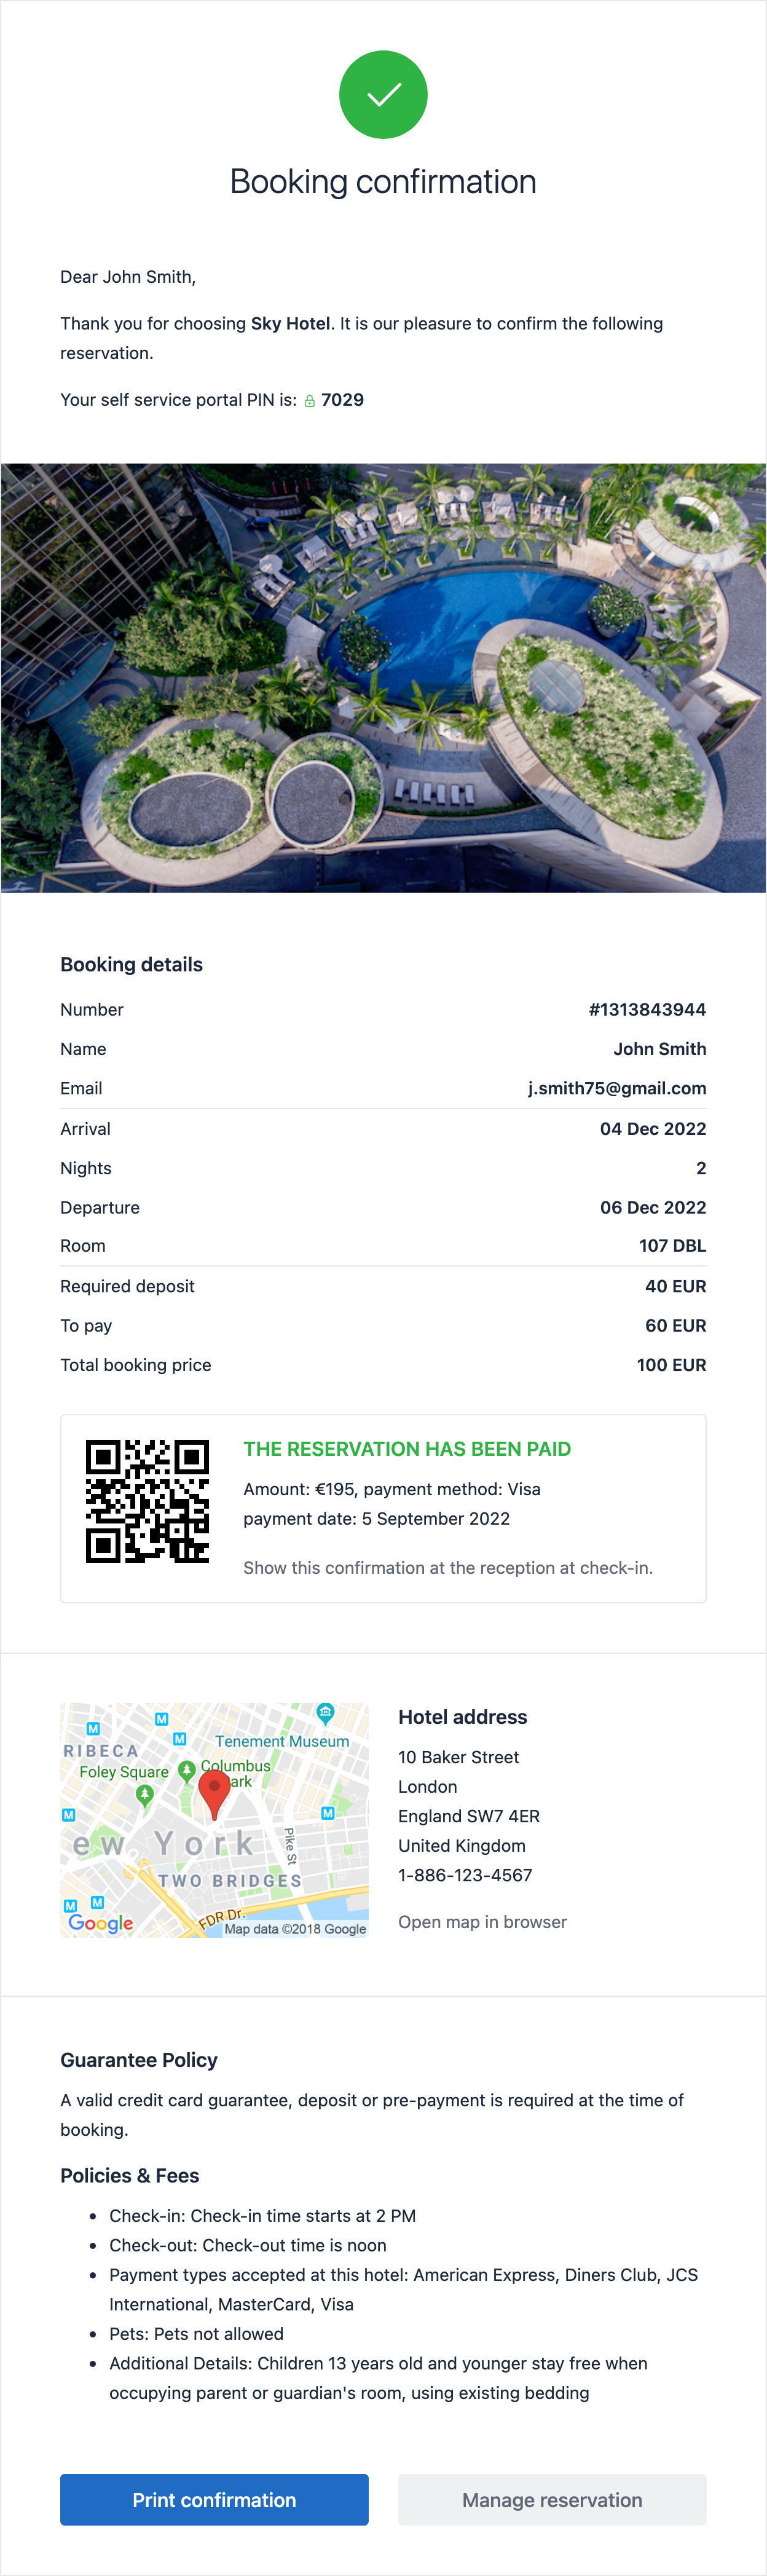 Booking confirmation
Dear John Smith,
Thank you for choosing Sky Hotel. It is our pleasure to confirm the following
reservation.
Your self service portal PIN is: 7029
Booking details
Number #1313843944
Name John Smith
Email j.smith75@gmail.com
Arrival 04 Dec 2022
Nights 2
Departure 06 Dec 2022
Room 107 DBL
Required deposit 40 EUR
To pay 60 EUR
Total booking price 100 EUR
THE RESERVATION HAS BEEN PAID
Amount: €195, payment method: Visa
payment date: 5 September 2022
Show this confirmation at the reception at check-in.
M
M
M
Tenement Museum
RIBECA
Foley Square
Columbus
ark
M
M
ew York
Pike St
TWO BRIDGES
M
M
FDR Dr.
Google
Map data ©2018 Google
Hotel address
10 Baker Street
London
England SW7 4ER
United Kingdom
1-886-123-4567
Open map in browser
Guarantee Policy
A valid credit card guarantee, deposit or pre-payment is required at the time of
booking.
Policies & Fees
• Check-in: Check-in time starts at 2 PM
• Check-out: Check-out time is noon
• Payment types accepted at this hotel: American Express, Diners Club, JCS
International, MasterCard, Visa
• Pets: Pets not allowed
• Additional Details: Children 13 years old and younger stay free when
occupying parent or guardian's room, using existing bedding
Print confirmation
Manage reservation